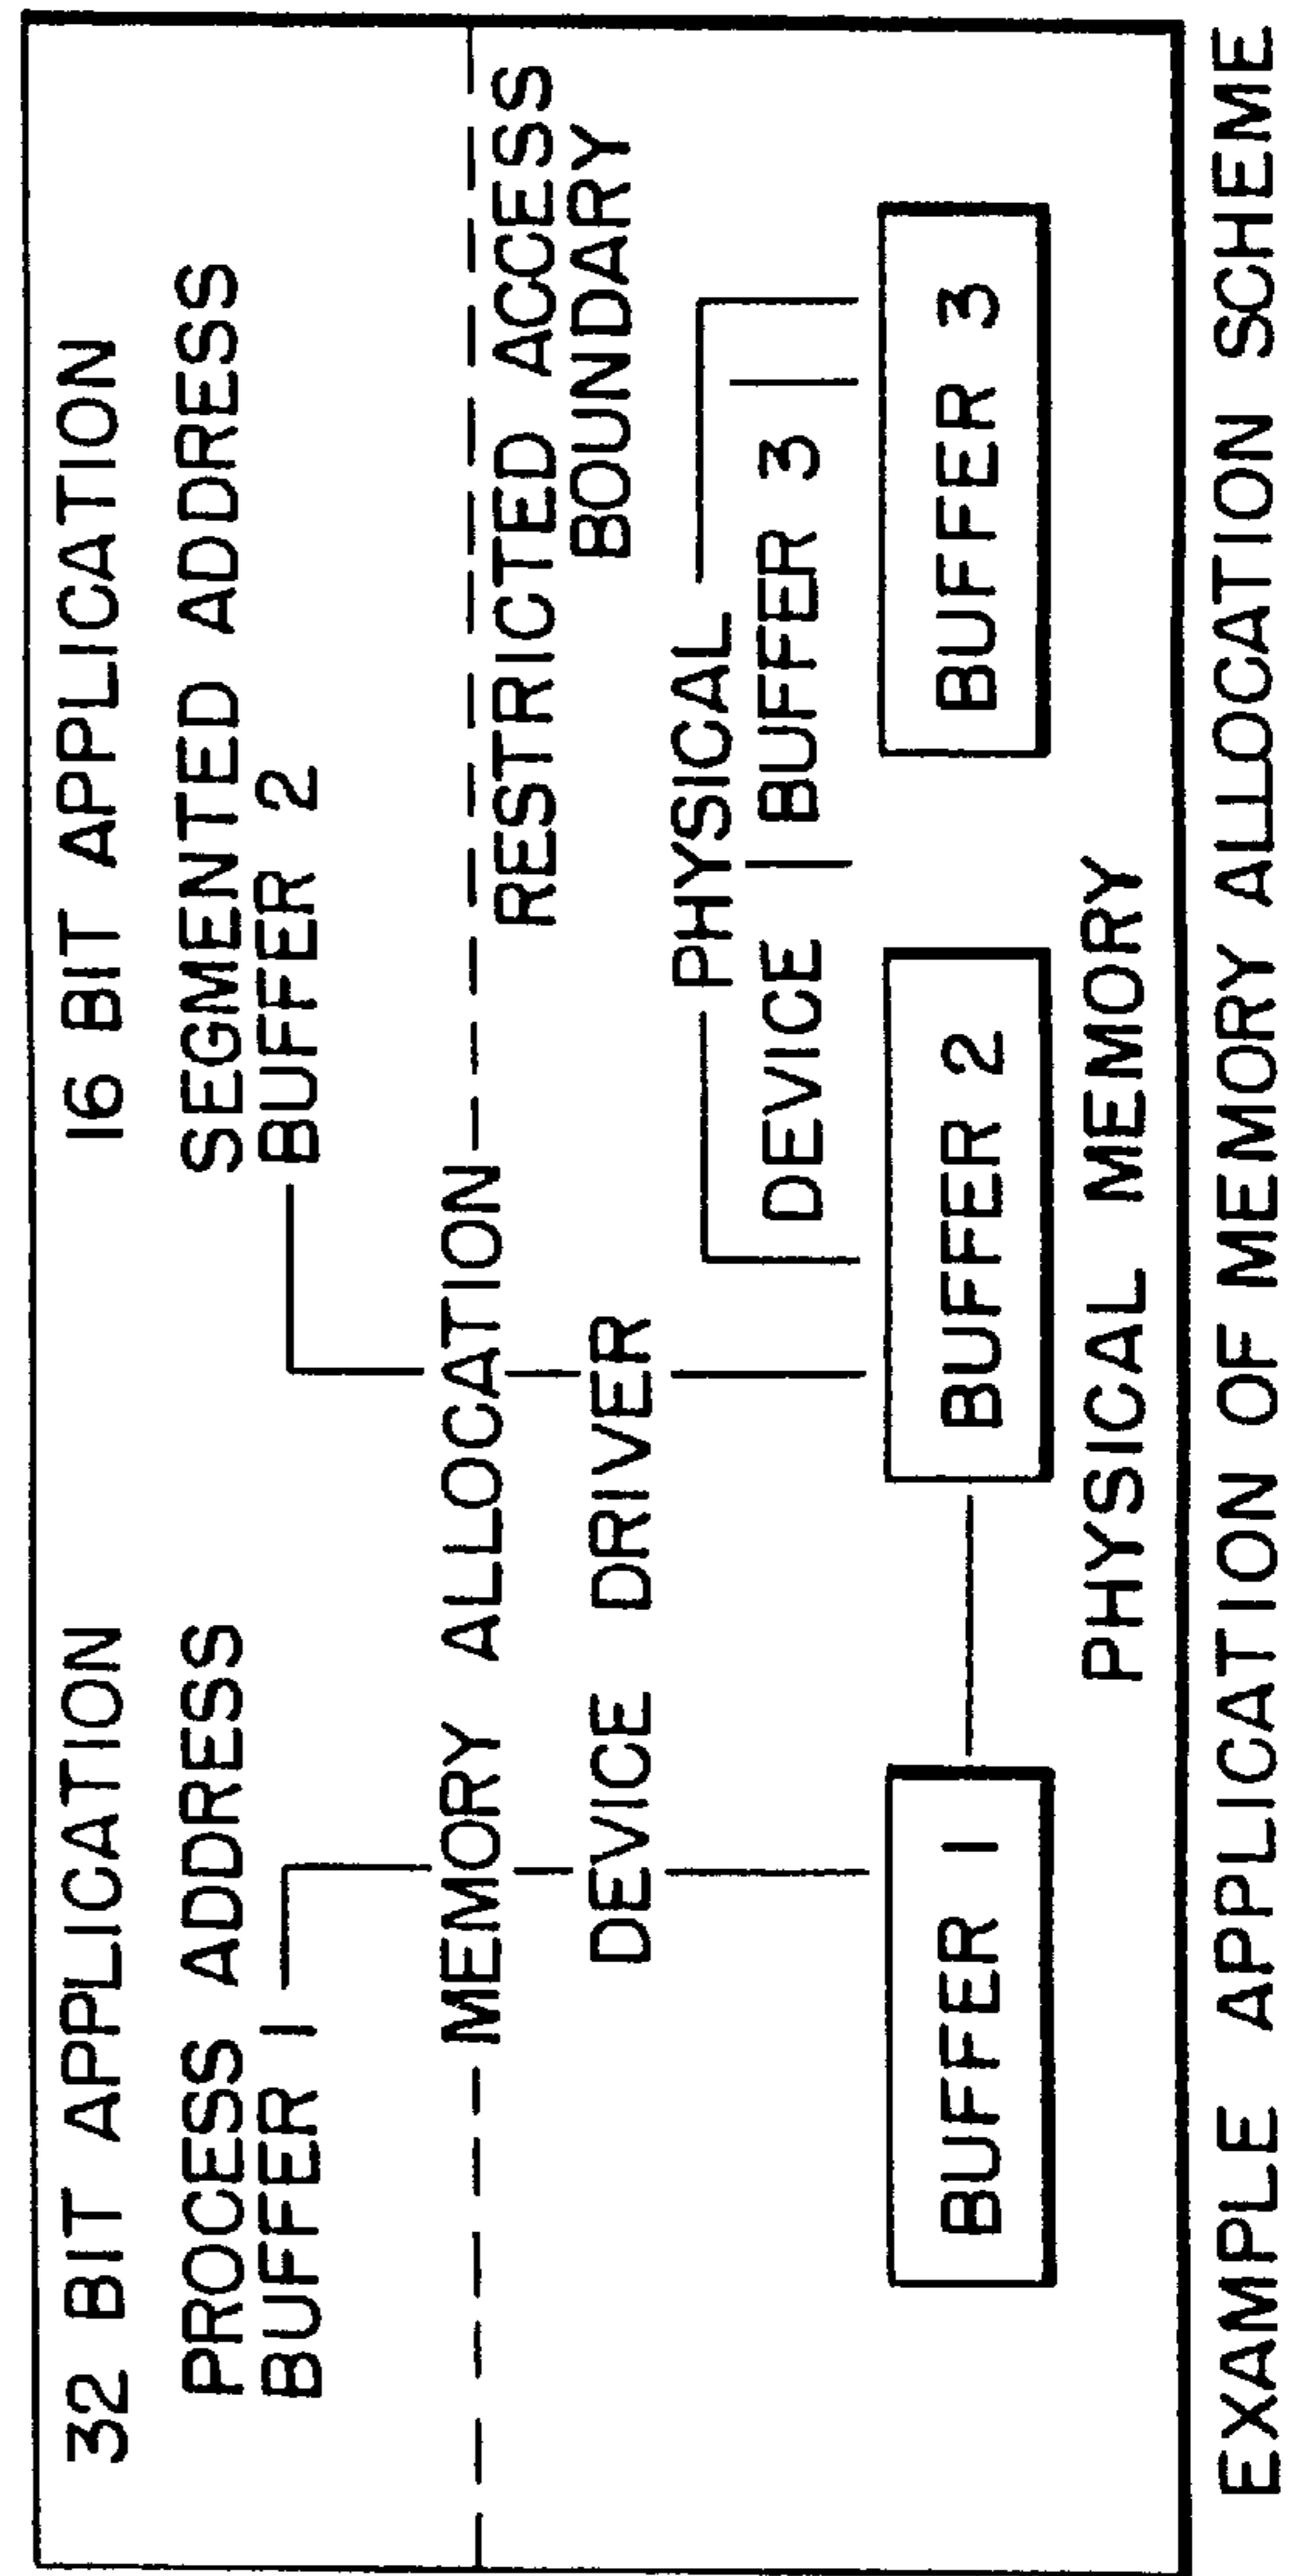 32 BIT APPLICATION
16 BIT APPLICATION
PROCESS ADDRESS
BUFFER 1
SEGMENTED ADDRESS
BUFFER 2
MEMORY ALLOCATION
DEVICE DRIVER
RESTRICTED ACCESS
BOUNDARY
PHYSICAL
DEVICE
BUFFER 3
BUFFER 1
BUFFER 2
BUFFER 3
PHYSICAL MEMORY
EXAMPLE APPLICATION OF MEMORY ALLOCATION SCHEME